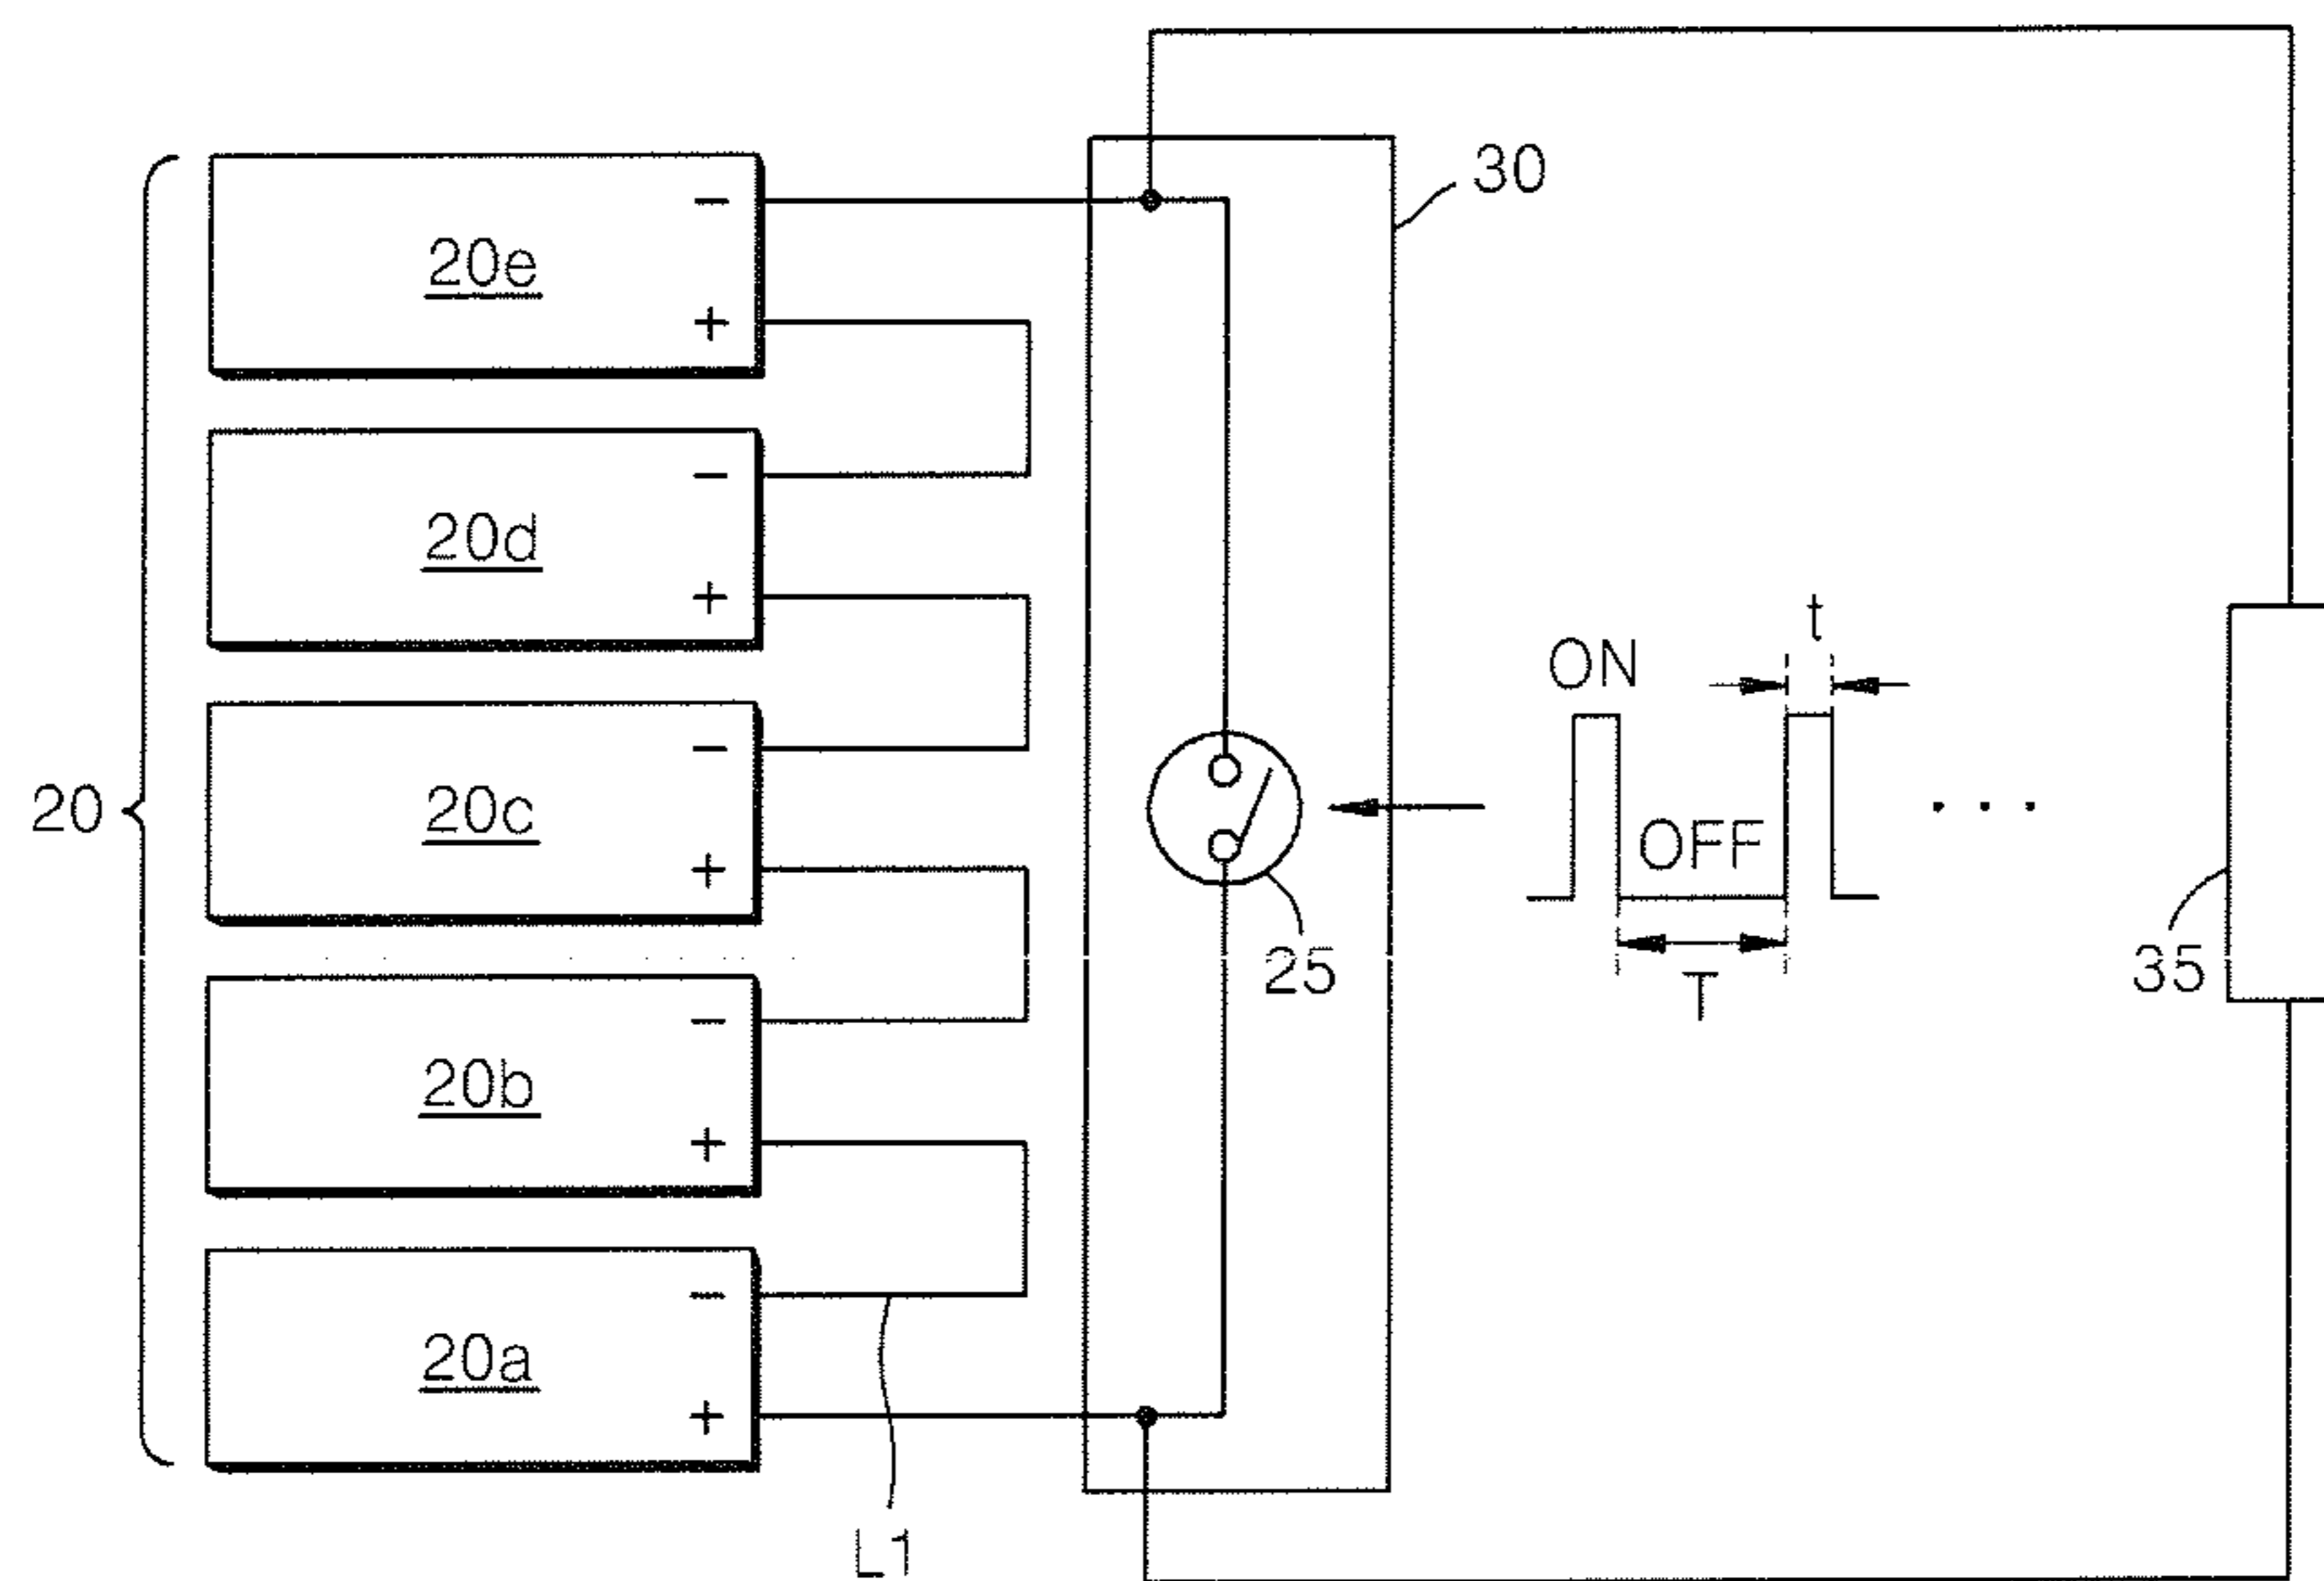 30
20e
−
+
20d
−
+
t
ON
20c
−
+
20
OFF
. . .
25
35
T
20b
−
+
20a
−
+
L1